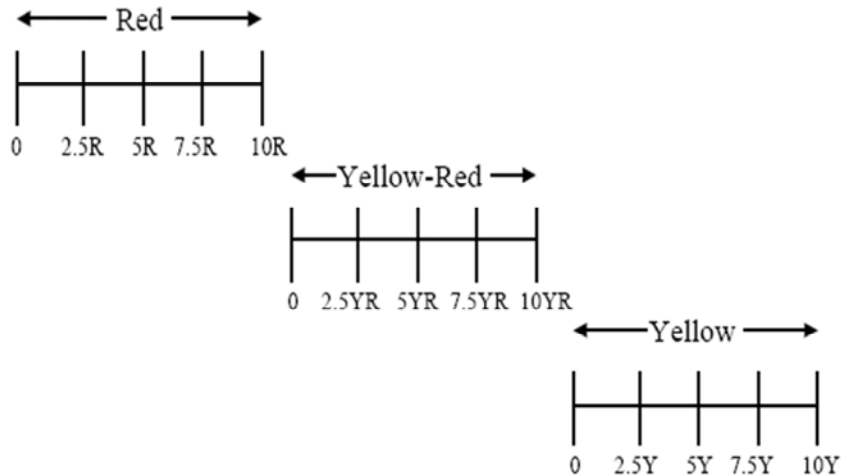 Red
0 2.5R 5R 7.5R 10R
Yellow-Red
0 2.5YR 5YR 7.5YR 10YR
Yellow
0 2.5Y 5Y 7.5Y 10Y